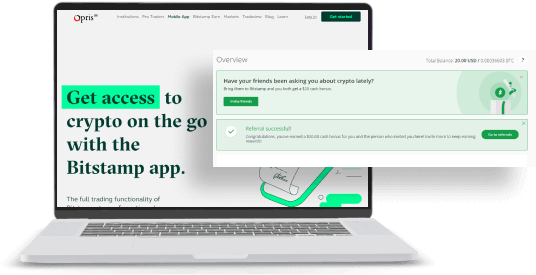 Opris
Institutions Pro Traders Mobile App Bitstamp Earn Markets Tradeview Blog Learn
Log in Get started
Get access to
crypto on the go
with the
Bitstamp app.
The full trading functionality of
Overview
Total Balance: 20.00 USD /
Have your friends been asking you about crypto lately?
Bring them to Bitstamp and you both get a $10 cash bonus.
Invite friends
Referral successful!
Congratulations, you've earned a $10.00 cash bonus for you and the person who invited you here! Invite more to keep earning
rewards!
Go to referrals